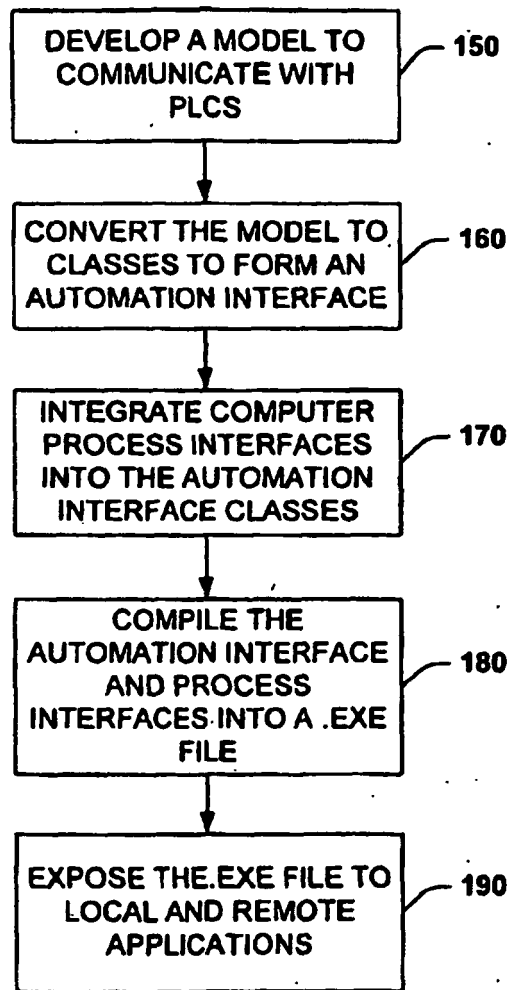 DEVELOP A MODEL TO
COMMUNICATE WITH
PLCS
150
CONVERT THE MODEL TO
CLASSES TO FORM AN
AUTOMATION INTERFACE
160
INTEGRATE COMPUTER
PROCESS INTERFACES
INTO THE AUTOMATION
INTERFACE CLASSES
170
COMPILE THE
AUTOMATION INTERFACE
AND PROCESS
INTERFACES INTO A .EXE
FILE
180
EXPOSE THE.EXE FILE TO
LOCAL AND REMOTE
APPLICATIONS
190